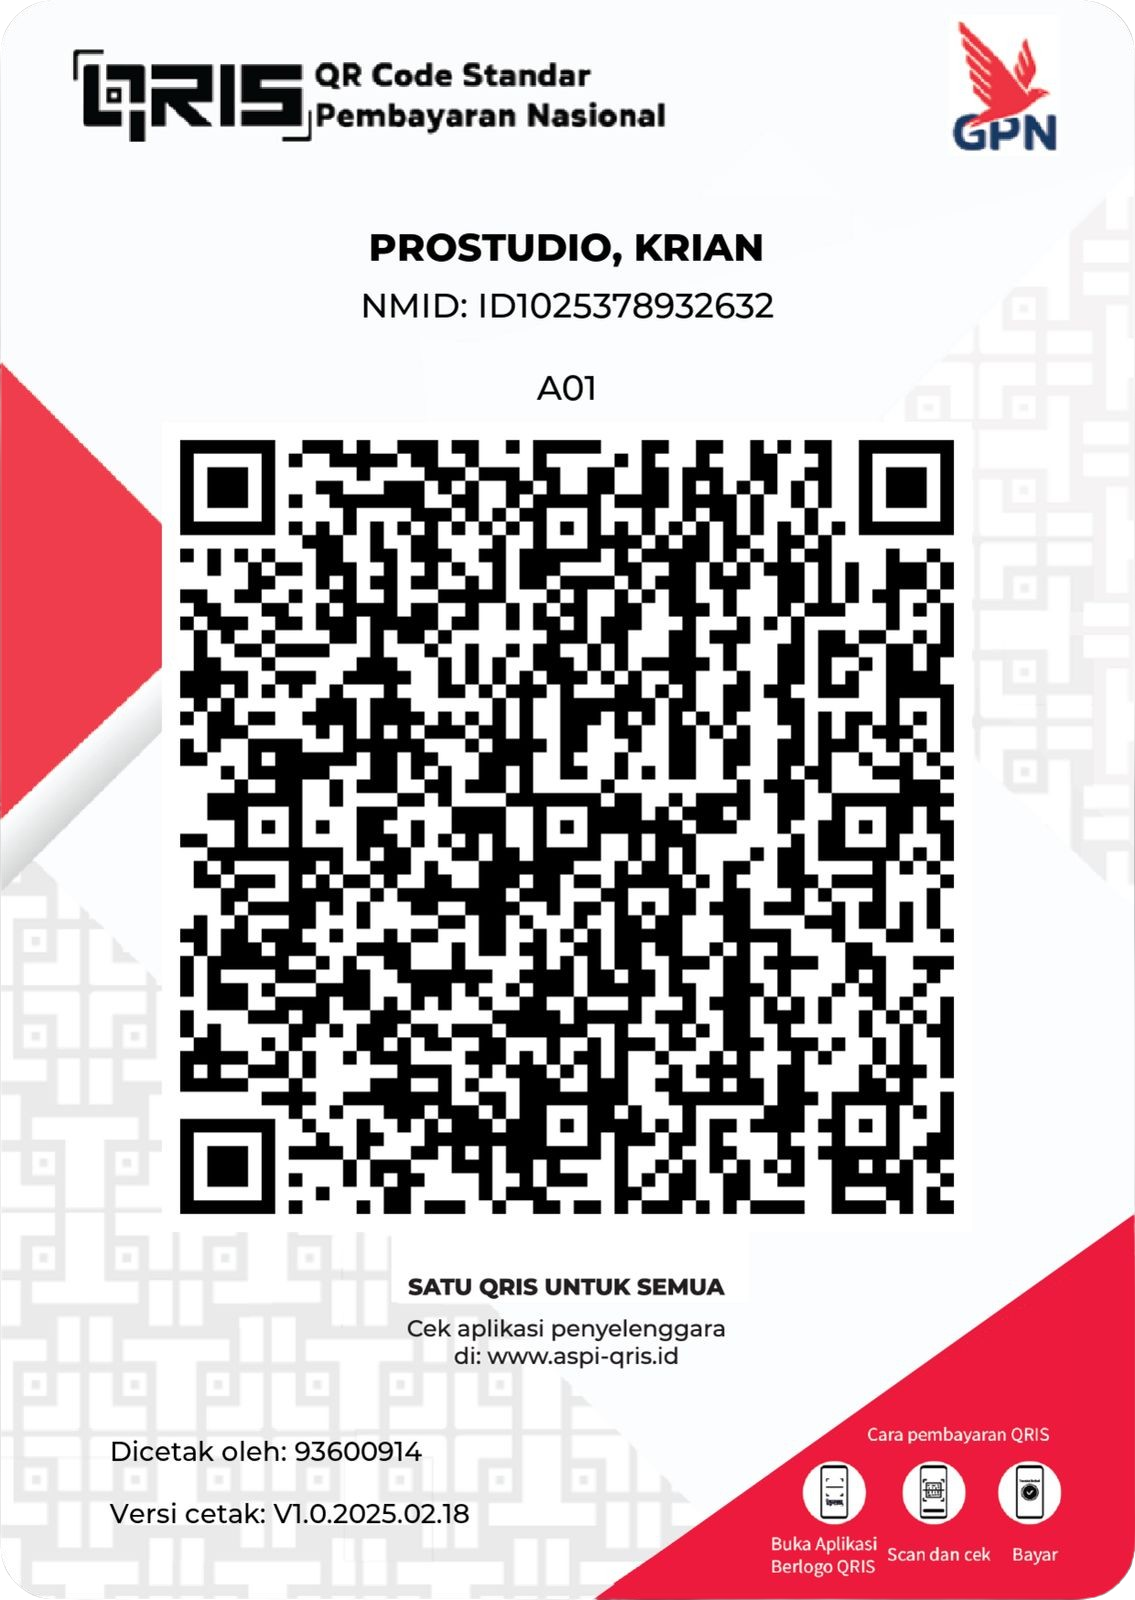 QRIS
QR Code Standar
Pembayaran Nasional
GPN
PROSTUDIO, KRIAN
NMID: ID1025378932632
A01
SATU QRIS UNTUK SEMUA
Cek aplikasi penyelenggara
di: www.aspi-qris.id
Dicetak oleh: 93600914
Versi cetak: V1.0.2025.02.18
Cara pembayaran QRIS
Buka Aplikasi
Berlogo QRIS
Scan dan cek
Bayar